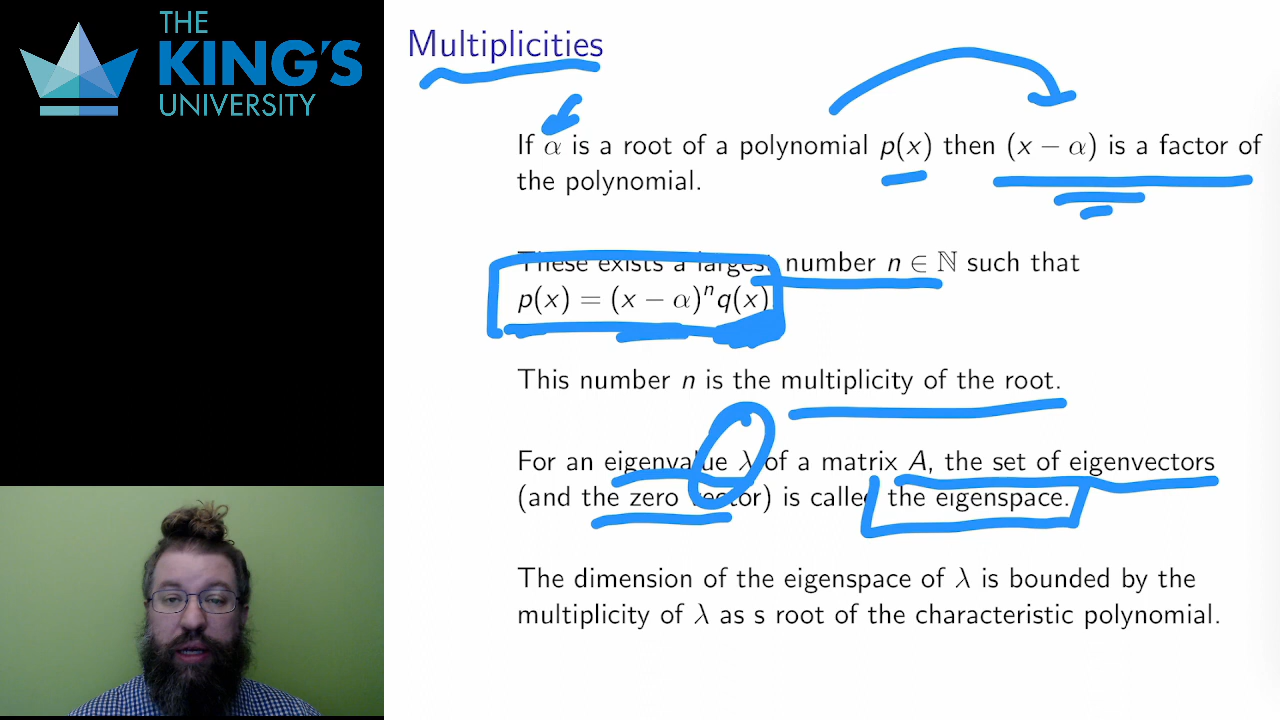 THE
KING'S
UNIVERSITY
Multiplicities
If α is a root of a polynomial p(x) then (x − α) is a factor of
the polynomial.
These exists a largest number n ∈ ℕ such that
p(x) = (x − α)ⁿq(x)
This number n is the multiplicity of the root.
For an eigenvalue λ of a matrix A, the set of eigenvectors
(and the zero vector) is called the eigenspace.
The dimension of the eigenspace of λ is bounded by the
multiplicity of λ as s root of the characteristic polynomial.